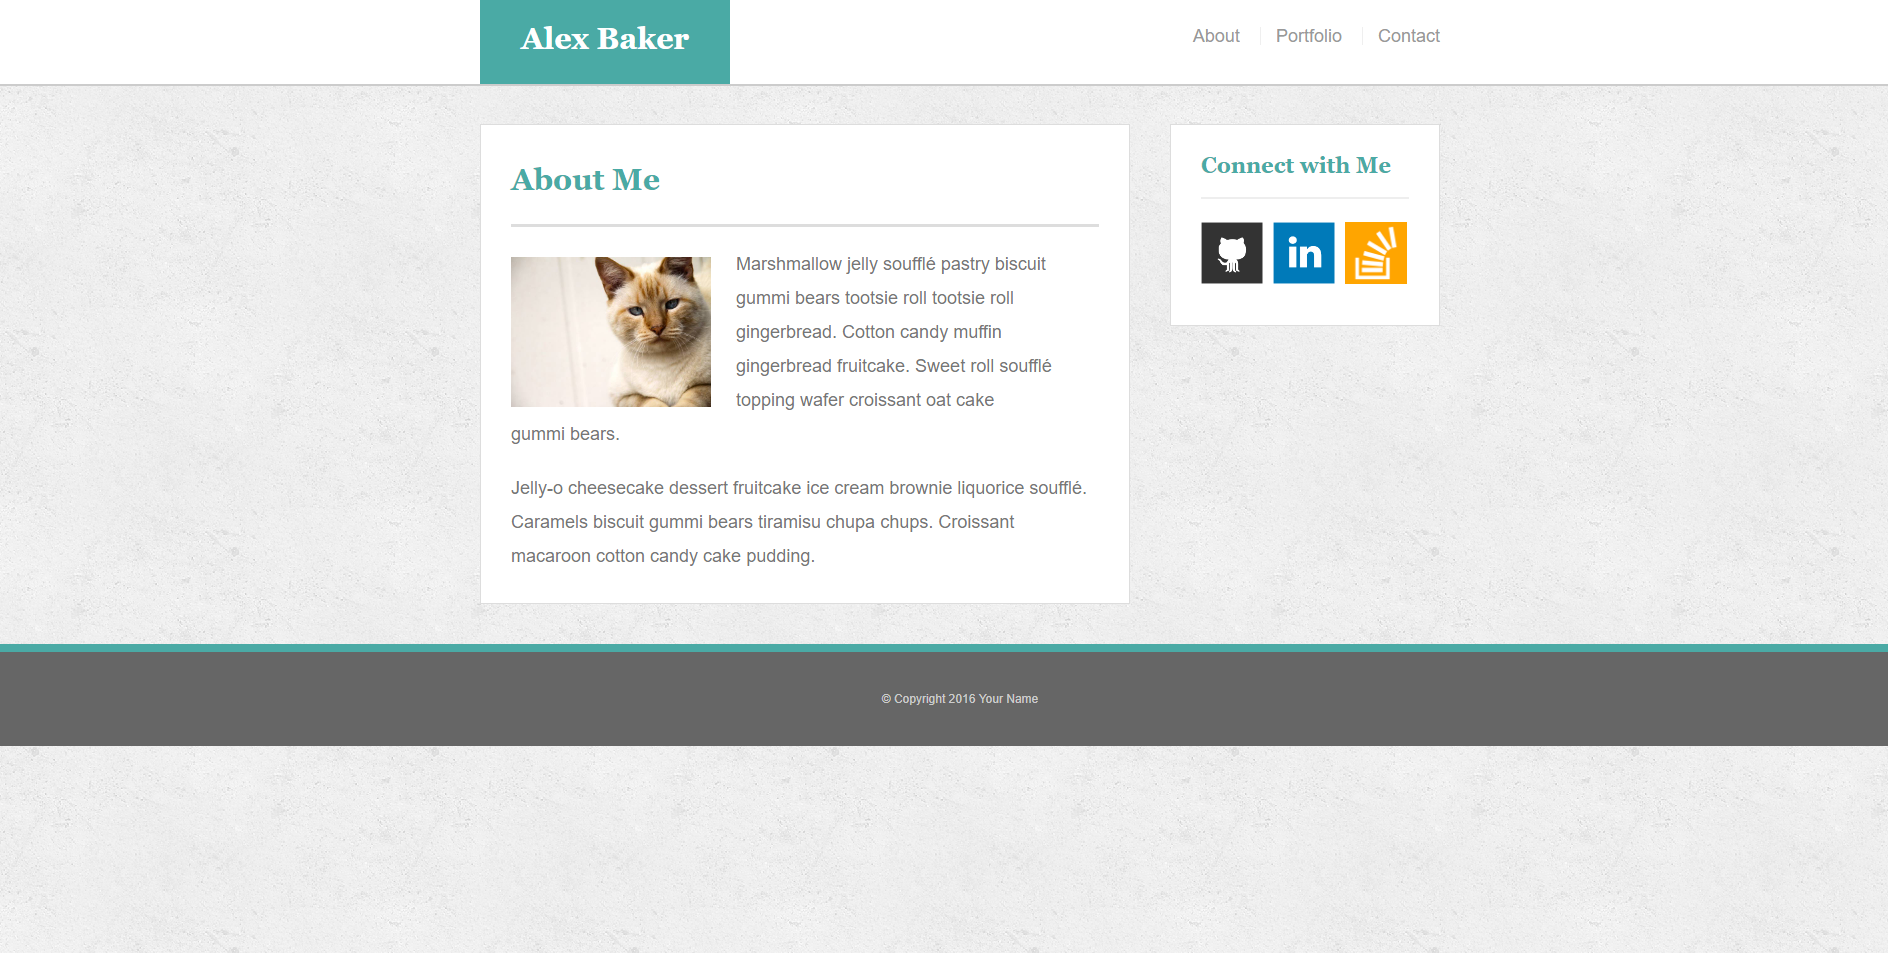 Alex Baker
About
Portfolio
Contact
About Me
Marshmallow jelly soufflé pastry biscuit
gummi bears tootsie roll tootsie roll
gingerbread. Cotton candy muffin
gingerbread fruitcake. Sweet roll soufflé
topping wafer croissant oat cake
gummi bears.
Jelly-o cheesecake dessert fruitcake ice cream brownie liquorice soufflé.
Caramels biscuit gummi bears tiramisu chupa chups. Croissant
macaroon cotton candy cake pudding.
Connect with Me
in
© Copyright 2016 Your Name